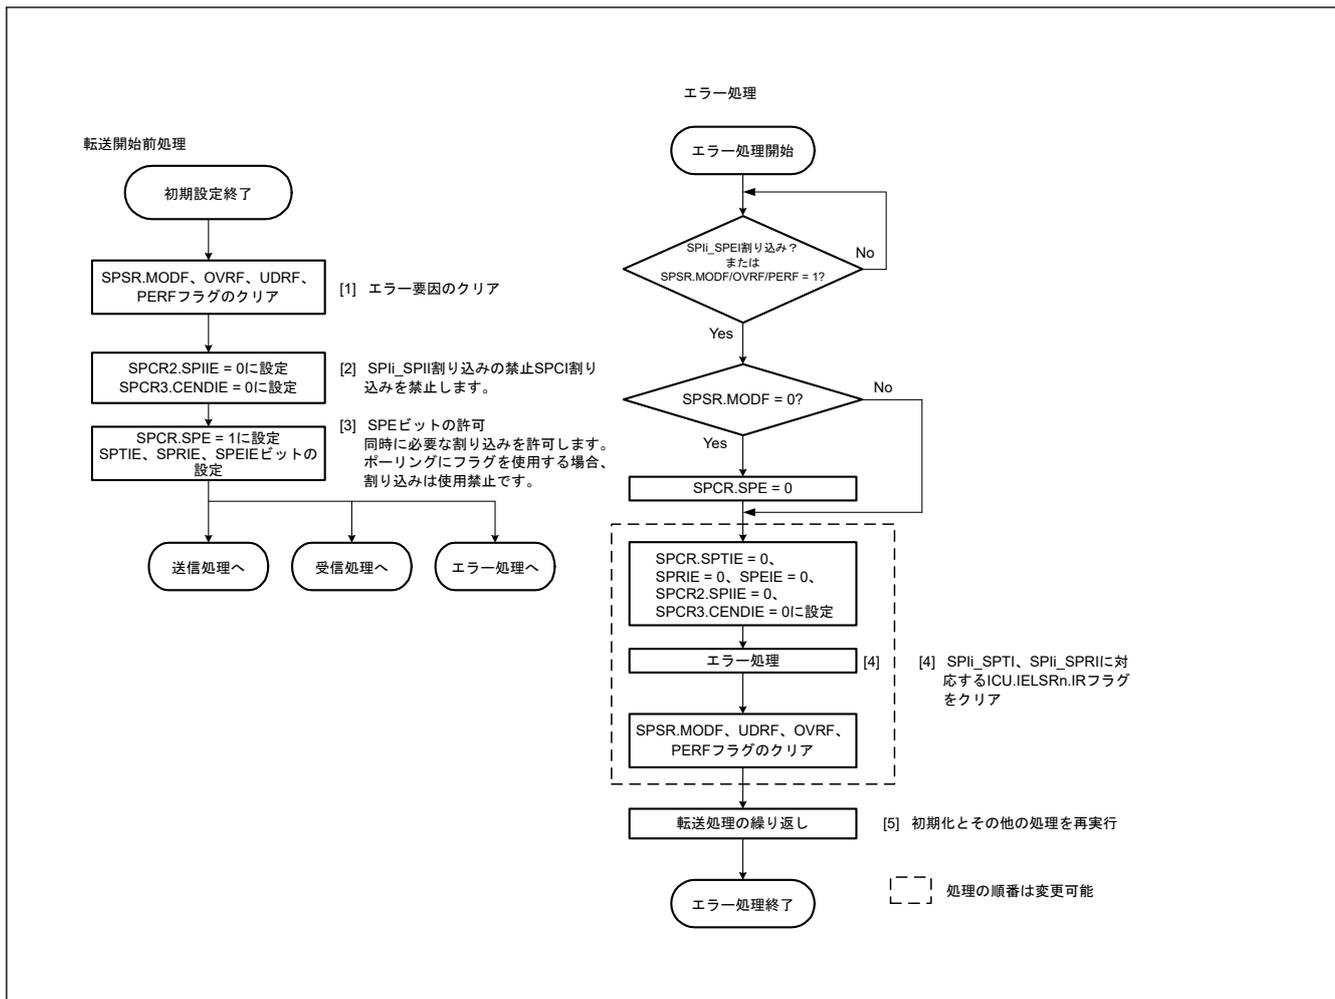 転送開始前処理
初期設定終了
SPSR.MODF、OVRF、UDRF、
PERFフラグのクリア
[1] エラー要因のクリア
SPCR2.SPIIE = 0に設定
SPCR3.CENDIE = 0に設定
[2] SPIi_SPII割り込みの禁止SPCI割り
込みを禁止します。
SPCR.SPE = 1に設定
SPTIE、SPRIE、SPEIEビットの
設定
[3] SPEビットの許可
同時に必要な割り込みを許可します。
ポーリングにフラグを使用する場合、
割り込みは使用禁止です。
送信処理へ
受信処理へ
エラー処理へ
エラー処理
エラー処理開始
SPIi_SPEI割り込み？
または
SPSR.MODF/OVRF/PERF = 1?
No
Yes
SPSR.MODF = 0?
No
Yes
SPCR.SPE = 0
SPCR.SPTIE = 0、
SPRIE = 0、SPEIE = 0、
SPCR2.SPIIE = 0、
SPCR3.CENDIE = 0に設定
エラー処理
[4]
[4] SPIi_SPTI、SPIi_SPRIに対
応するICU.IELSRn.IRフラグ
をクリア
SPSR.MODF、UDRF、OVRF、
PERFフラグのクリア
転送処理の繰り返し
[5] 初期化とその他の処理を再実行
エラー処理終了
処理の順番は変更可能